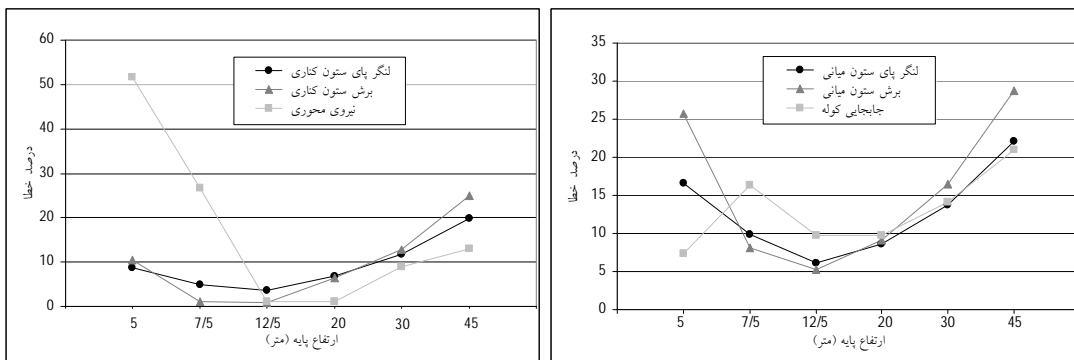 60
50
40
30
20
10
0
لنگر پای ستون کناری
برش ستون کناری
نیروی محوری
درصد خطا
5 7/5 12/5 20 30 45
ارتفاع پایه (متر)
35
30
25
20
15
10
5
0
لنگر پای ستون میانی
برش ستون میانی
جابجایی کوله
درصد خطا
5 7/5 12/5 20 30 45
ارتفاع پایه (متر)